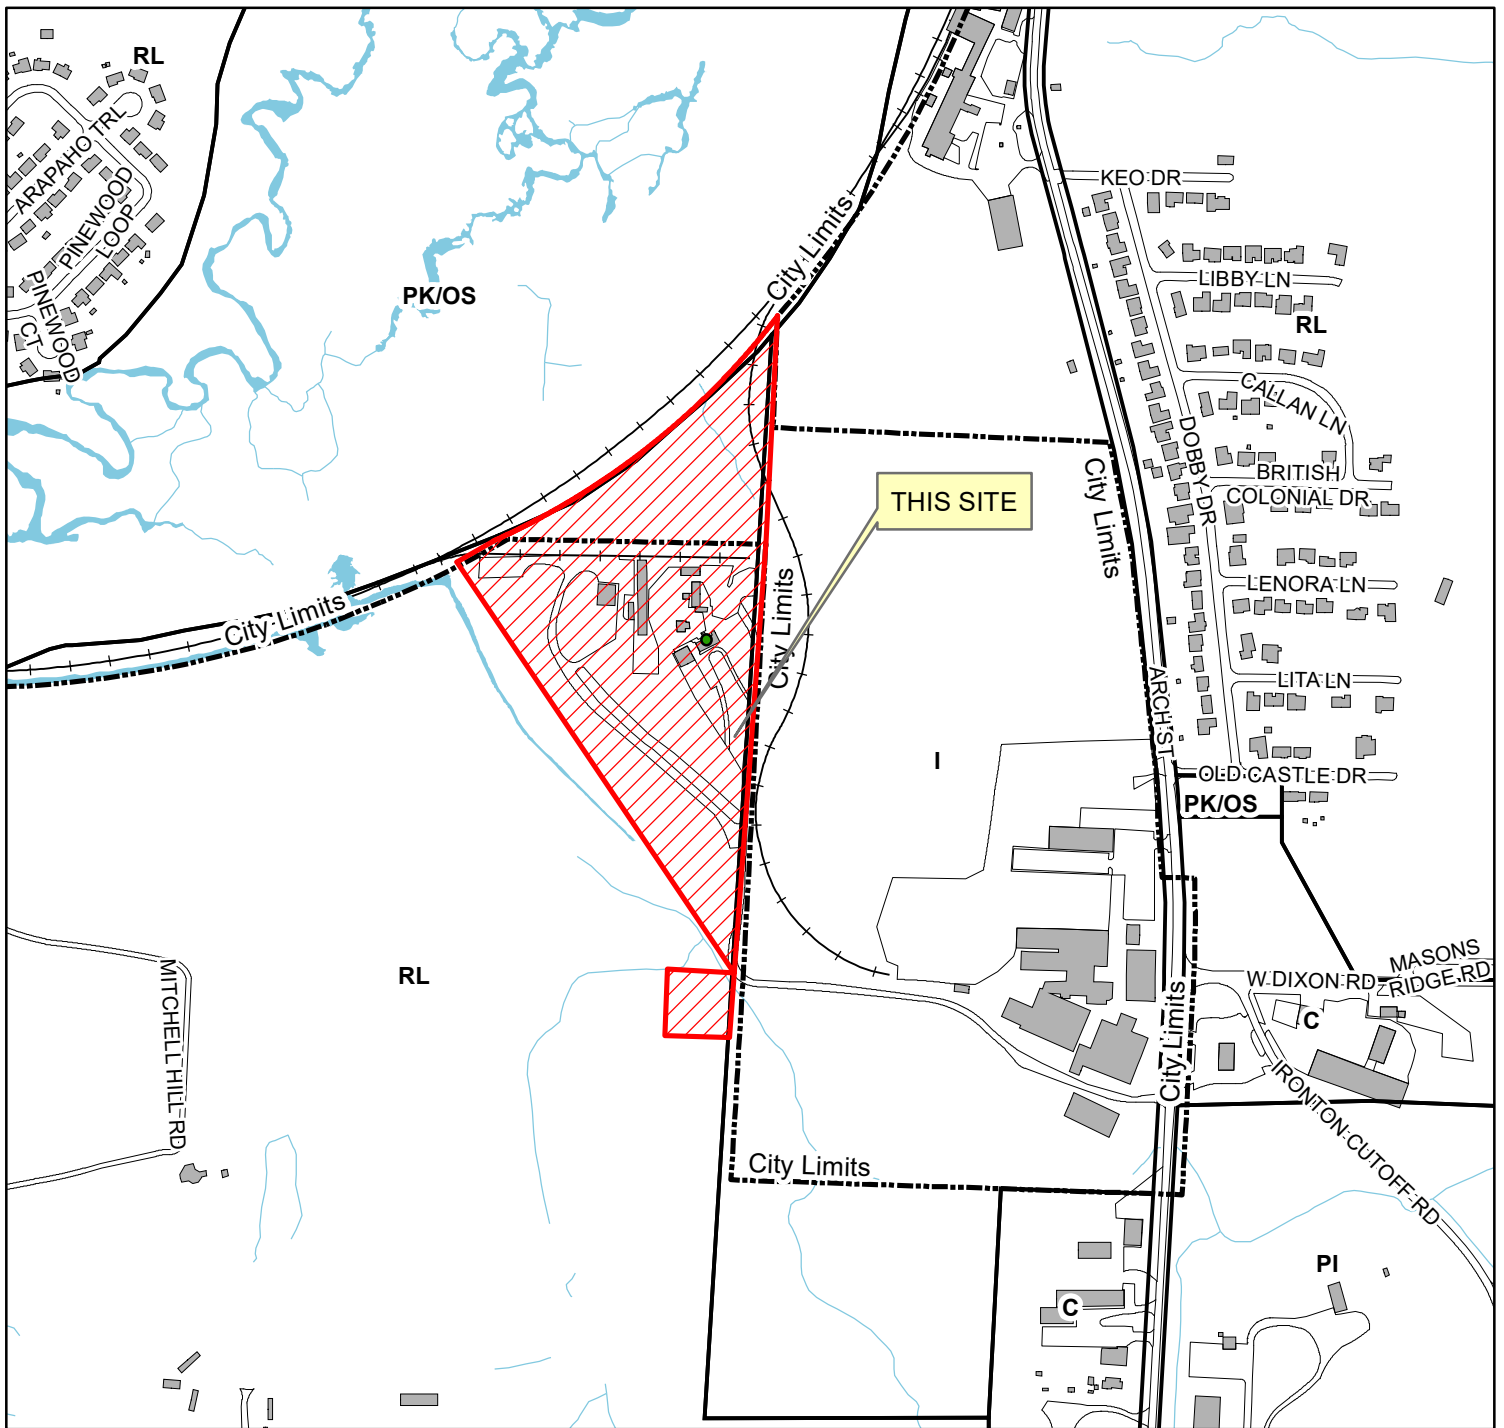 RL
ARAPAHO TRL
PINEWOOD
LOOP
PINEWOOD
CT
PK/OS
City Limits
KEO DR
LIBBY LN
RL
CALLAN LN
DOBBY DR
BRITISH
COLONIAL DR
City Limits
THIS SITE
LENORA LN
City Limits
City Limits
LITA LN
ARCH ST
I
OLD CASTLE DR
PK/OS
MITCHELL HILL RD
RL
W DIXON RD
MASONS
RIDGE RD
C
City Limits
IRONTON CUTOFF RD
City Limits
PI
C